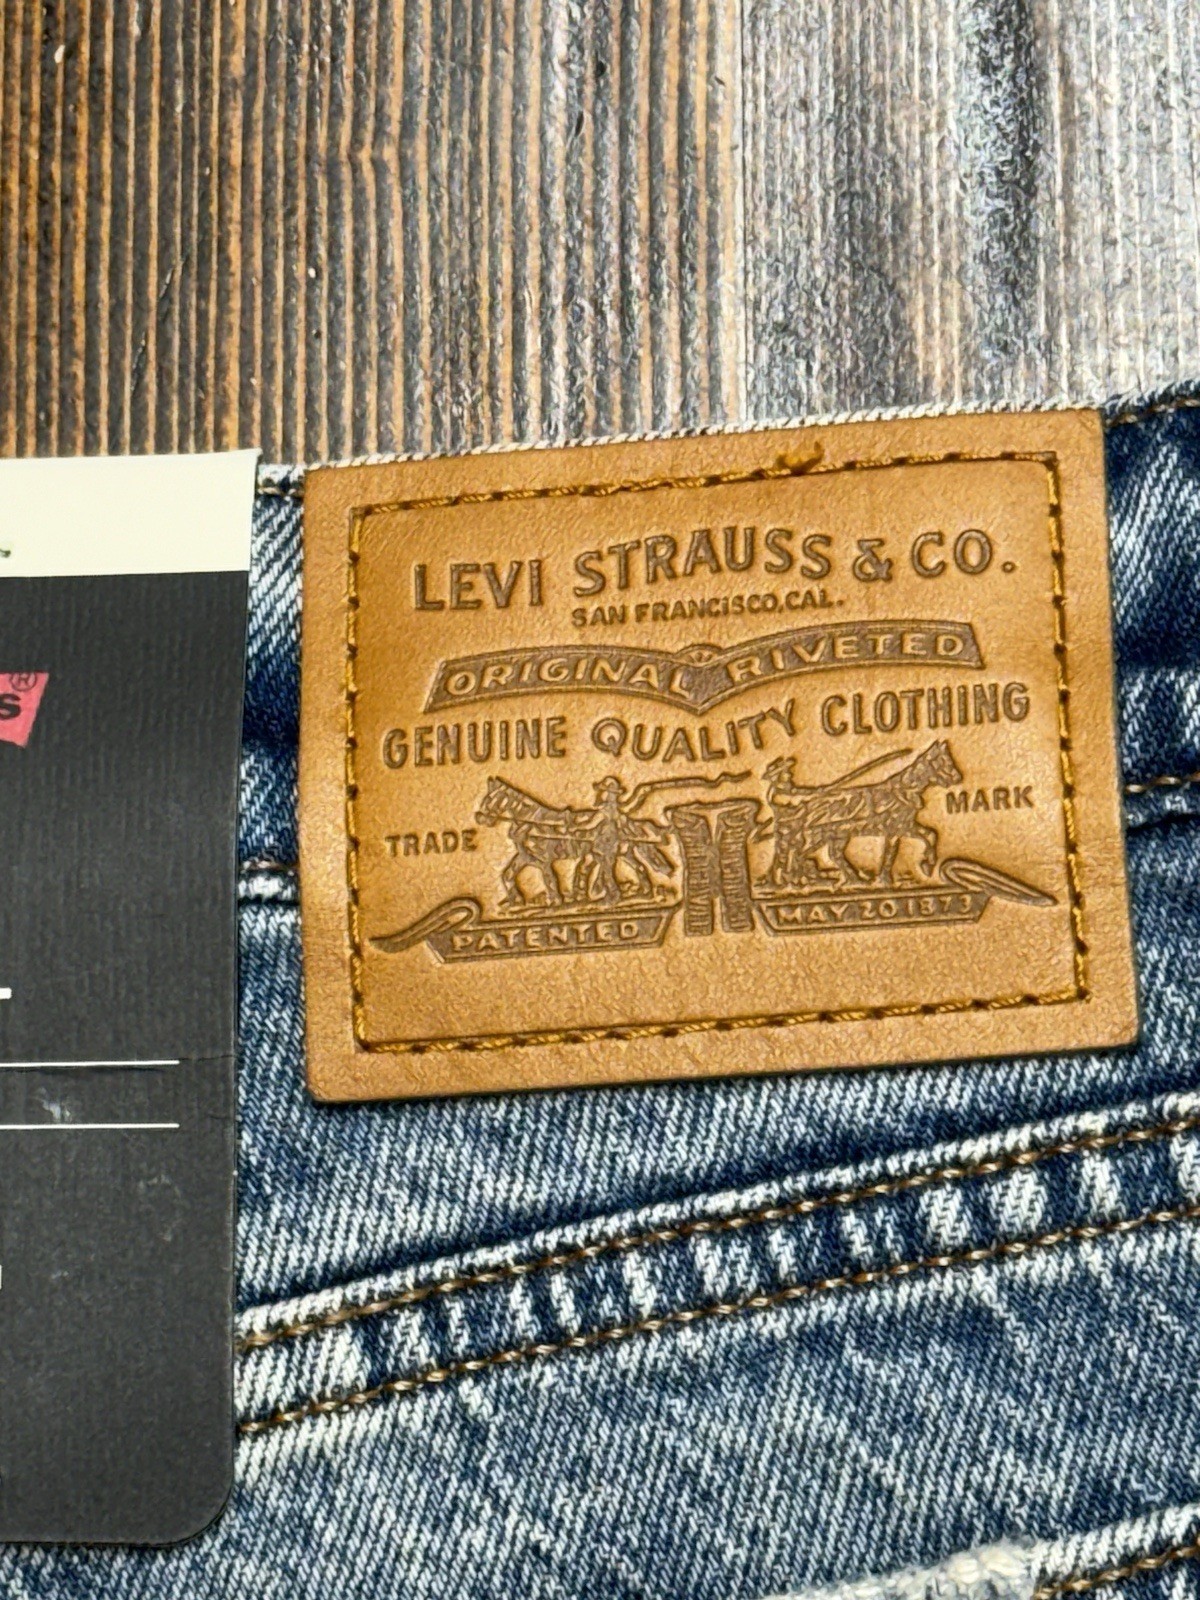 LEVI STRAUSS & CO.
SAN FRANCISCO, CAL.
ORIGINAL RIVETED
GENUINE QUALITY CLOTHING
TRADE MARK
PATENTED MAY 20 1873
S®